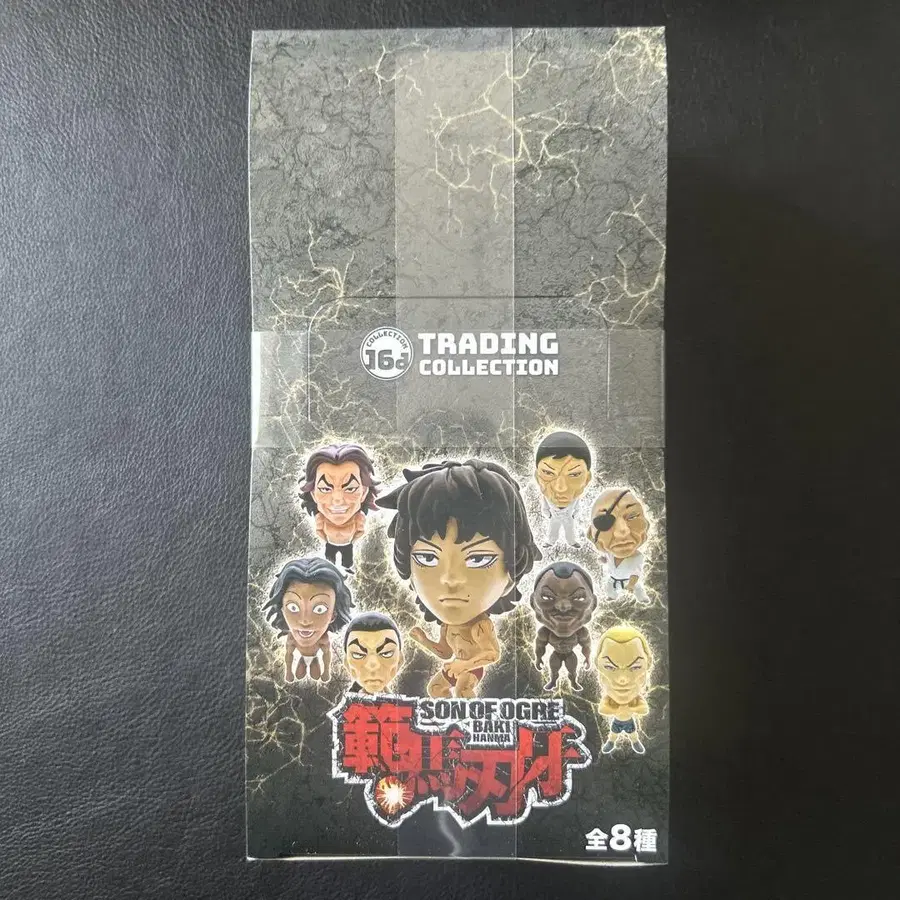 COLLECTION
16d
TRADING
COLLECTION
SON OF OGRE
BAKI
HANMA
範馬刃牙
全8種